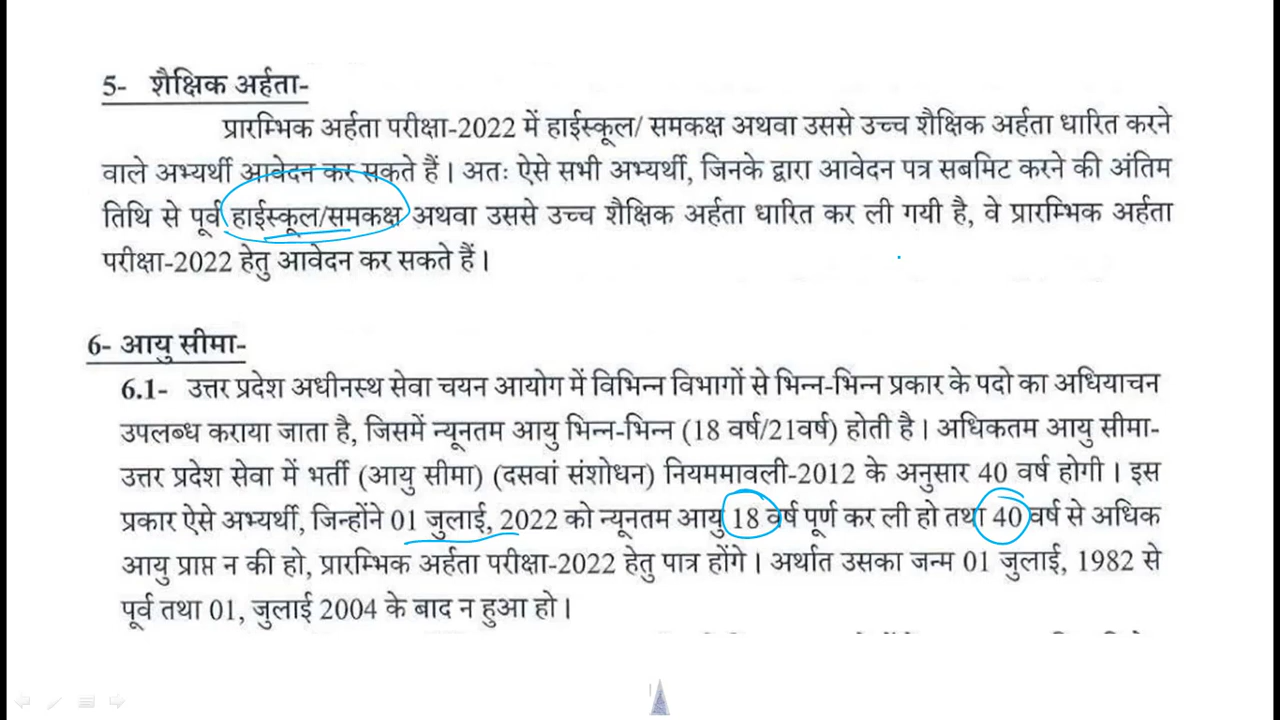 5- शैक्षिक अर्हता-
प्रारम्भिक अर्हता परीक्षा-2022 में हाईस्कूल/ समकक्ष अथवा उससे उच्च शैक्षिक अर्हता धारित करने
वाले अभ्यर्थी आवेदन कर सकते हैं। अतः ऐसे सभी अभ्यर्थी, जिनके द्वारा आवेदन पत्र सबमिट करने की अंतिम
तिथि से पूर्व हाईस्कूल/समकक्ष अथवा उससे उच्च शैक्षिक अर्हता धारित कर ली गयी है, वे प्रारम्भिक अर्हता
परीक्षा-2022 हेतु आवेदन कर सकते हैं।
6- आयु सीमा-
6.1- उत्तर प्रदेश अधीनस्थ सेवा चयन आयोग में विभिन्न विभागों से भिन्न-भिन्न प्रकार के पदो का अधियाचन
उपलब्ध कराया जाता है, जिसमें न्यूनतम आयु भिन्न-भिन्न (18 वर्ष/21वर्ष) होती है। अधिकतम आयु सीमा-
उत्तर प्रदेश सेवा में भर्ती (आयु सीमा) (दसवां संशोधन) नियममावली-2012 के अनुसार 40 वर्ष होगी। इस
प्रकार ऐसे अभ्यर्थी, जिन्होंने 01 जुलाई, 2022 को न्यूनतम आयु 18 वर्ष पूर्ण कर ली हो तथा 40 वर्ष से अधिक
आयु प्राप्त न की हो, प्रारम्भिक अर्हता परीक्षा-2022 हेतु पात्र होंगे। अर्थात उसका जन्म 01 जुलाई, 1982 से
पूर्व तथा 01, जुलाई 2004 के बाद न हुआ हो।